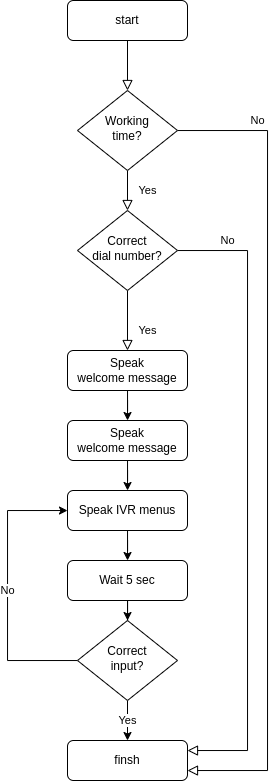 start
Working
time?
No
Yes
Correct
dial number?
No
Yes
Speak
welcome message
Speak
welcome message
Speak IVR menus
Wait 5 sec
No
Correct
input?
Yes
finsh